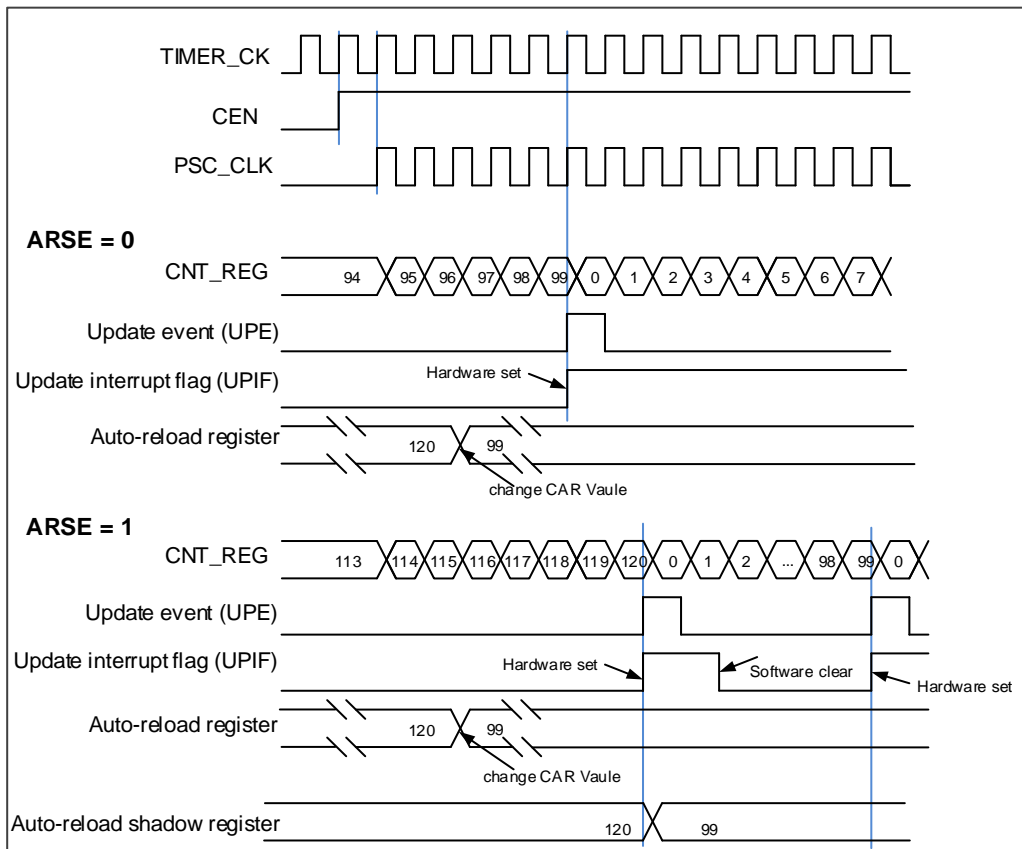 TIMER_CK
CEN
PSC_CLK
ARSE = 0
CNT_REG 94 95 96 97 98 99 0 1 2 3 4 5 6 7
Update event (UPE)
Update interrupt flag (UPIF) Hardware set
Auto-reload register 120 99
change CAR Vaule
ARSE = 1
CNT_REG 113 114 115 116 117 118 119 120 0 1 2 ... 98 99 0
Update event (UPE)
Update interrupt flag (UPIF) Hardware set Software clear Hardware set
Auto-reload register 120 99
change CAR Vaule
Auto-reload shadow register 120 99